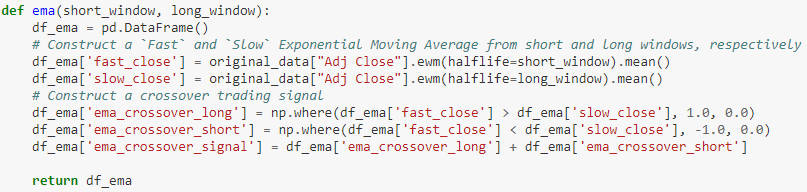 def ema(short_window, long_window):
    df_ema = pd.DataFrame()
    # Construct a `Fast` and `Slow` Exponential Moving Average from short and long windows, respectively
    df_ema['fast_close'] = original_data["Adj Close"].ewm(halflife=short_window).mean()
    df_ema['slow_close'] = original_data["Adj Close"].ewm(halflife=long_window).mean()
    # Construct a crossover trading signal
    df_ema['ema_crossover_long'] = np.where(df_ema['fast_close'] > df_ema['slow_close'], 1.0, 0.0)
    df_ema['ema_crossover_short'] = np.where(df_ema['fast_close'] < df_ema['slow_close'], -1.0, 0.0)
    df_ema['ema_crossover_signal'] = df_ema['ema_crossover_long'] + df_ema['ema_crossover_short']
    return df_ema